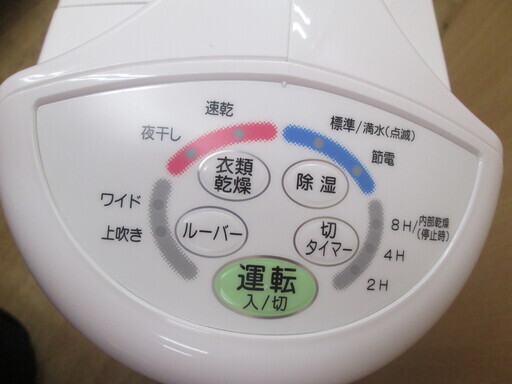 速乾
夜干し
標準/満水(点滅)
節電
衣類
乾燥
除湿
ワイド
上吹き
ルーバー
切
タイマー
8H/内部乾燥
(停止時)
4H
2H
運転
入/切